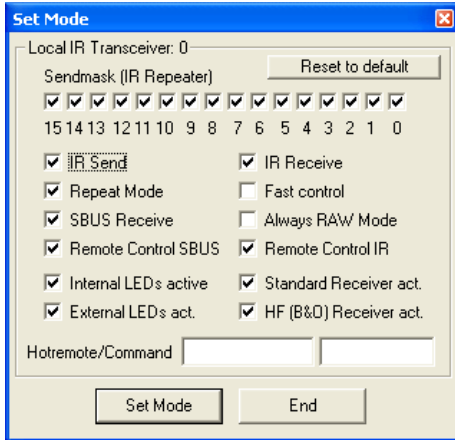 Set Mode
Local IR Transceiver: 0
Sendmask (IR Repeater) Reset to default
15 14 13 12 11 10 9 8 7 6 5 4 3 2 1 0
IR Send IR Receive
Repeat Mode Fast control
SBUS Receive Always RAW Mode
Remote Control SBUS Remote Control IR
Internal LEDs active Standard Receiver act.
External LEDs act. HF (B&O) Receiver act.
Hotremote/Command
Set Mode End